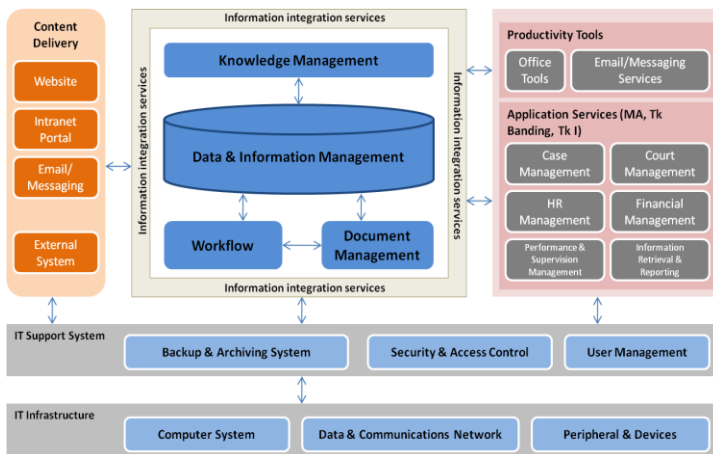 Content
Delivery
Website
Intranet
Portal
Email/
Messaging
External
System
Information integration services
Information integration services
Knowledge Management
Data & Information Management
Workflow
Document
Management
Information integration services
Information integration services
Productivity Tools
Office
Tools
Email/Messaging
Services
Application Services (MA, Tk
Banding, Tk I)
Case
Management
Court
Management
HR
Management
Financial
Management
Performance &
Supervision
Management
Information
Retrieval &
Reporting
IT Support System
Backup & Archiving System
Security & Access Control
User Management
IT Infrastructure
Computer System
Data & Communications Network
Peripheral & Devices